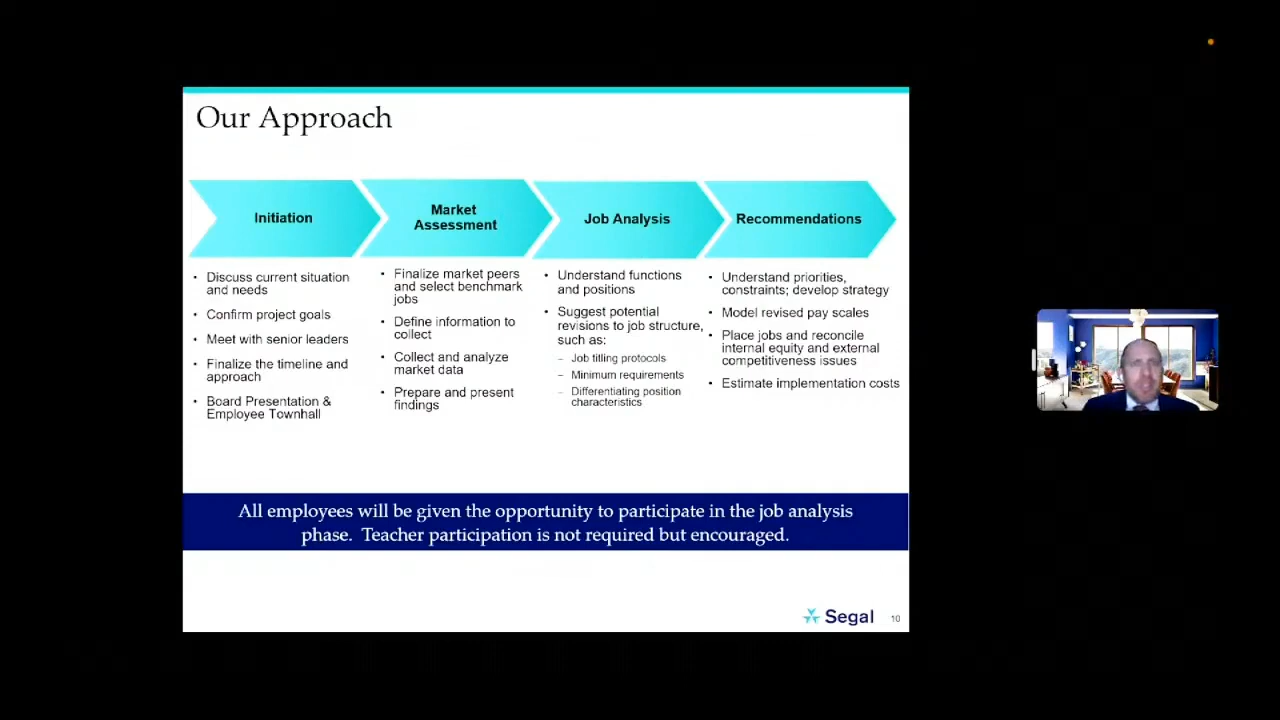 Our Approach
Initiation
Market
Assessment
Job Analysis
Recommendations
• Discuss current situation
and needs
• Confirm project goals
• Meet with senior leaders
• Finalize the timeline and
approach
• Board Presentation &
Employee Townhall
• Finalize market peers
and select benchmark
jobs
• Define information to
collect
• Collect and analyze
market data
• Prepare and present
findings
• Understand functions
and positions
• Suggest potential
revisions to job structure,
such as:
– Job titling protocols
– Minimum requirements
– Differentiating position
characteristics
• Understand priorities,
constraints; develop strategy
• Model revised pay scales
• Place jobs and reconcile
internal equity and external
competitiveness issues
• Estimate implementation costs
All employees will be given the opportunity to participate in the job analysis
phase. Teacher participation is not required but encouraged.
Segal
10